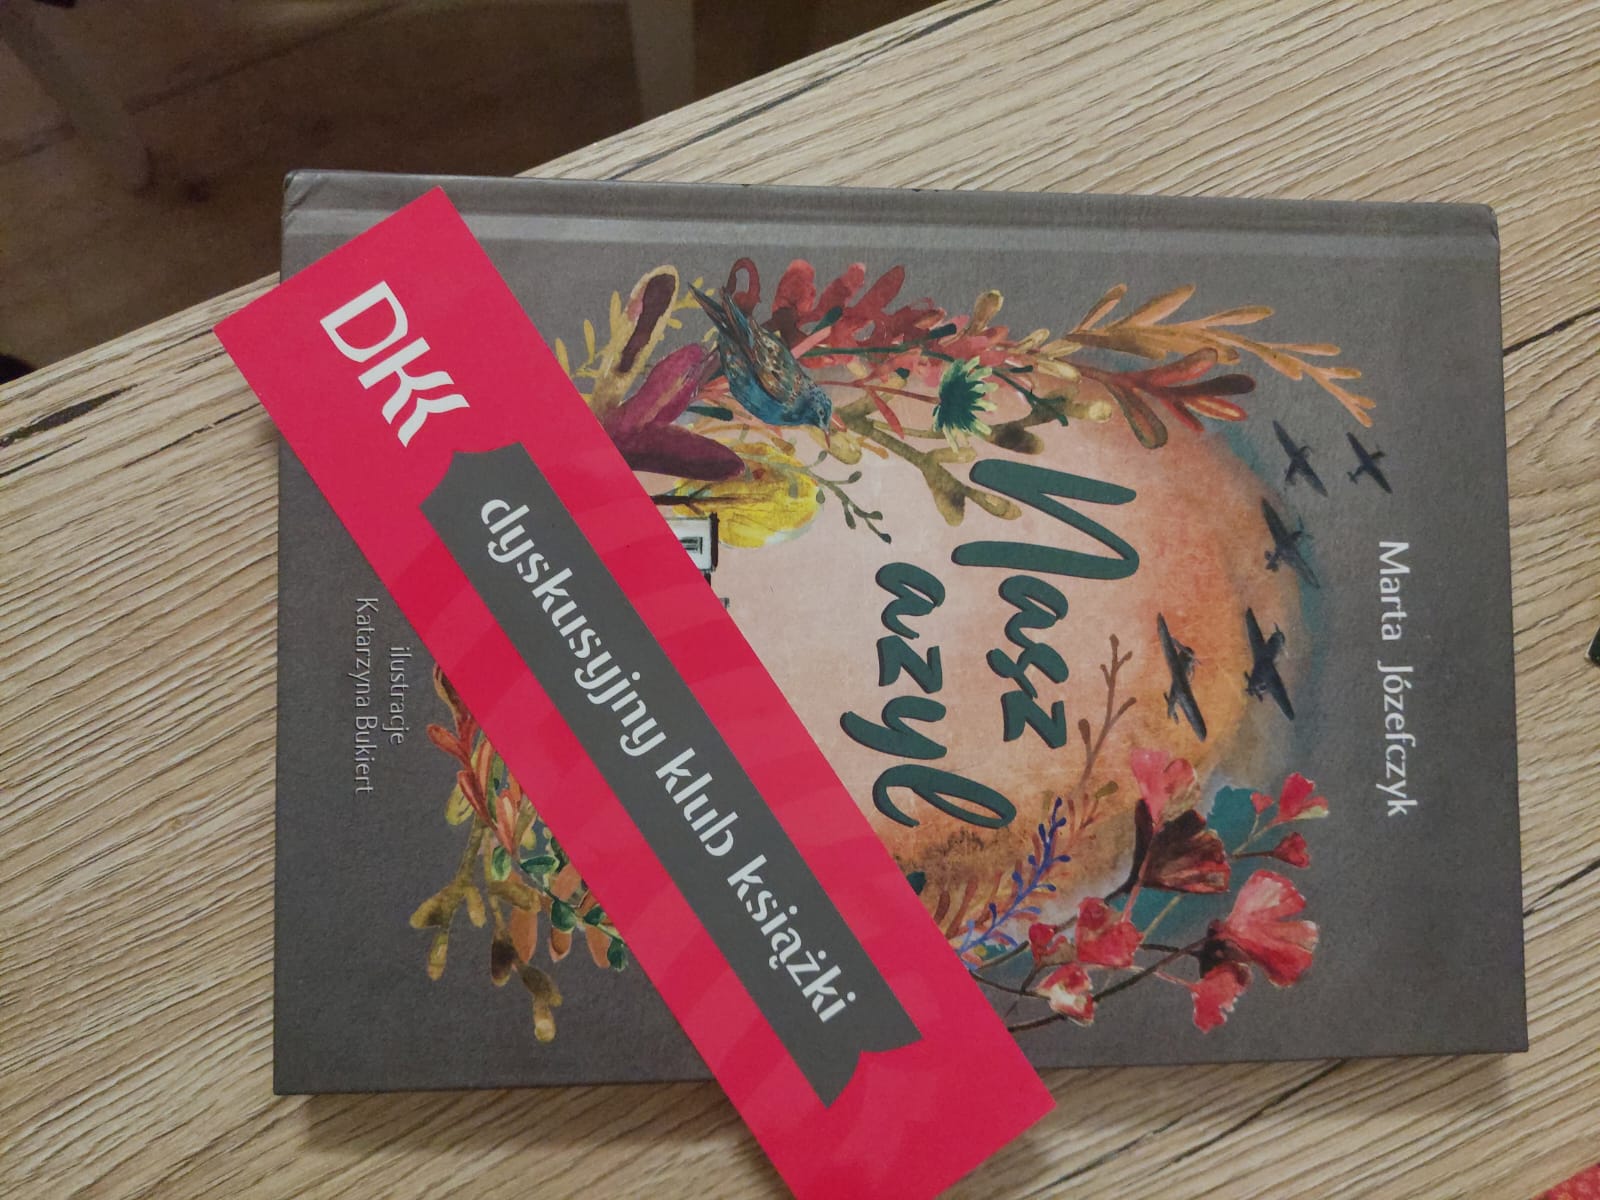 Marta Józefczyk
Nasz
azyl
ilustracje
Katarzyna Bukiert
DKK
dyskusyjny klub książki